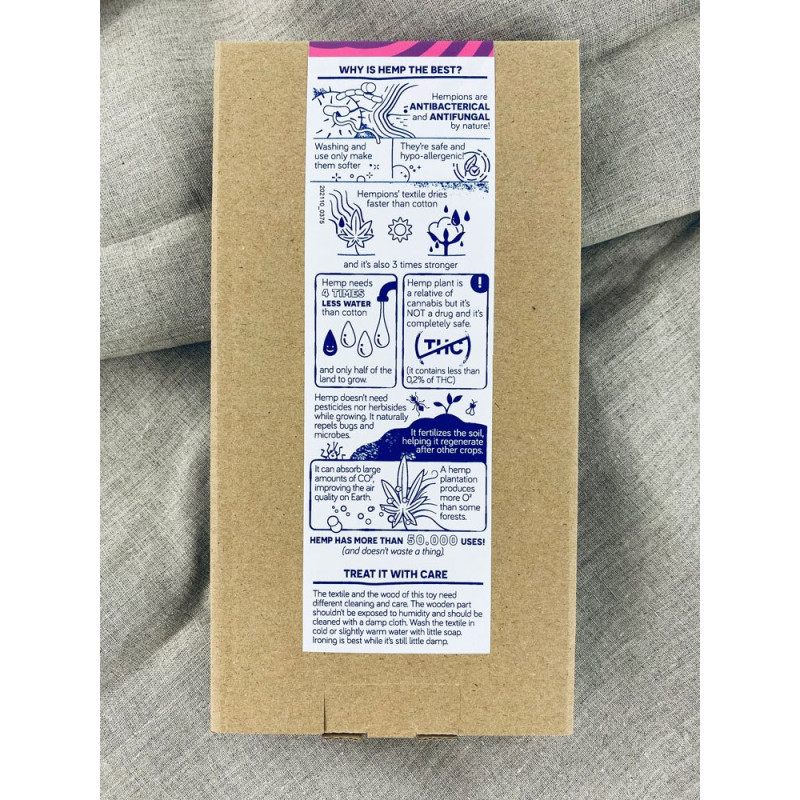 WHY IS HEMP THE BEST?
Hempions are
ANTIBACTERICAL
and ANTIFUNGAL
by nature!
Washing and
use only make
them softer
They're safe and
hypo-allergenic!
202110_0375
Hempions' textile dries
faster than cotton
and it's also 3 times stronger
Hemp needs
4 TIMES
LESS WATER
than cotton
and only half of the
land to grow.
Hemp plant is
a relative of
cannabis but it's
NOT a drug and it's
completely safe.
(THC)
(it contains less than
0,2% of THC)
!
Hemp doesn't need
pesticides nor herbisides
while growing. It naturally
repels bugs and
microbes.
It fertilizes the soil,
helping it regenerate
after other crops.
It can absorb large
amounts of CO²,
improving the air
quality on Earth.
A hemp
plantation
produces
more O²
than some
forests.
HEMP HAS MORE THAN 50.000 USES!
(and doesn't waste a thing).
TREAT IT WITH CARE
The textile and the wood of this toy need
different cleaning and care. The wooden part
shouldn't be exposed to humidity and should be
cleaned with a damp cloth. Wash the textile in
cold or slightly warm water with little soap.
Ironing is best while it's still little damp.